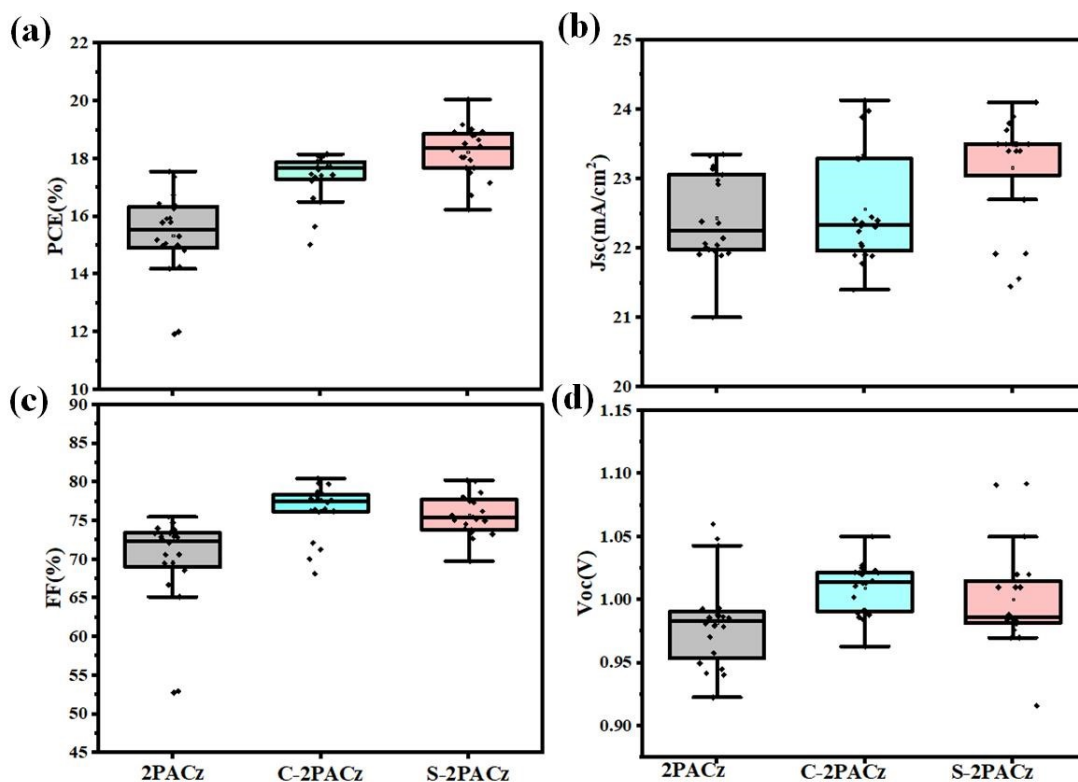 (a)
PCE(%)
22
20
18
16
14
12
10
(b)
Jsc(mA/cm²)
25
24
23
22
21
20
(c)
FF(%)
90
85
80
75
70
65
60
55
50
45
2PACz
C-2PACz
S-2PACz
(d)
Voc(V)
1.15
1.10
1.05
1.00
0.95
0.90
2PACz
C-2PACz
S-2PACz